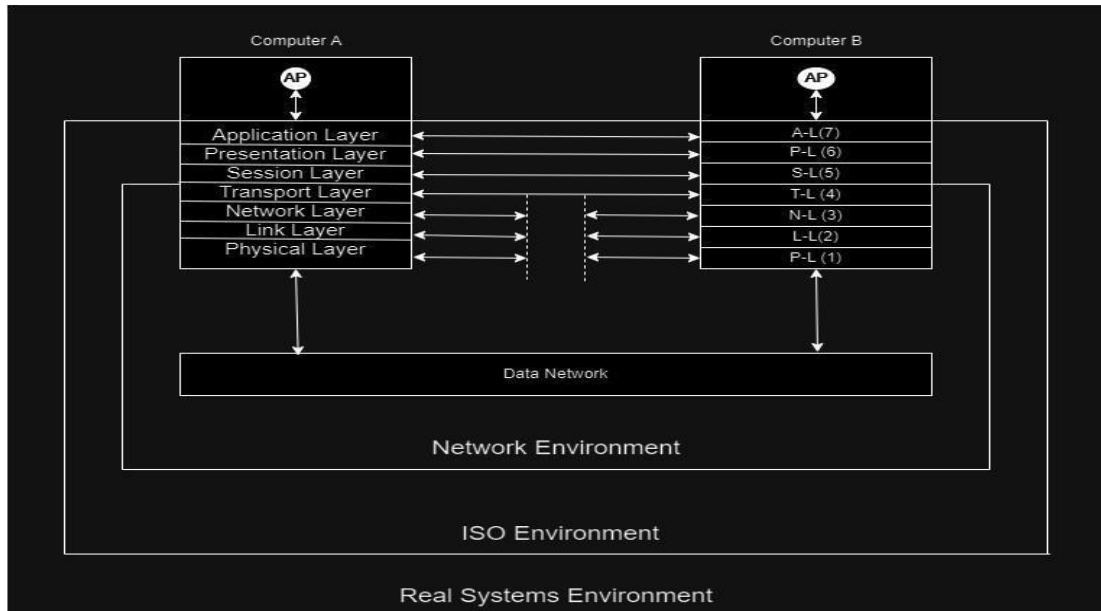 Computer A
Computer B
AP
AP
Application Layer
A-L(7)
Presentation Layer
P-L (6)
Session Layer
S-L(5)
Transport Layer
T-L (4)
Network Layer
N-L (3)
Link Layer
L-L(2)
Physical Layer
P-L (1)
Data Network
Network Environment
ISO Environment
Real Systems Environment